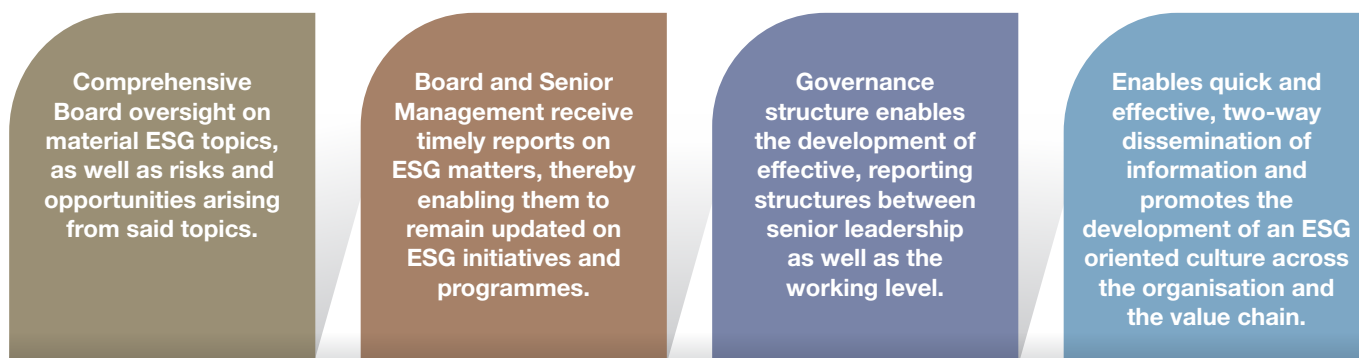 Comprehensive
Board oversight on
material ESG topics,
as well as risks and
opportunities arising
from said topics.
Board and Senior
Management receive
timely reports on
ESG matters, thereby
enabling them to
remain updated on
ESG initiatives and
programmes.
Governance
structure enables
the development of
effective, reporting
structures between
senior leadership
as well as the
working level.
Enables quick and
effective, two-way
dissemination of
information and
promotes the
development of an ESG
oriented culture across
the organisation and
the value chain.